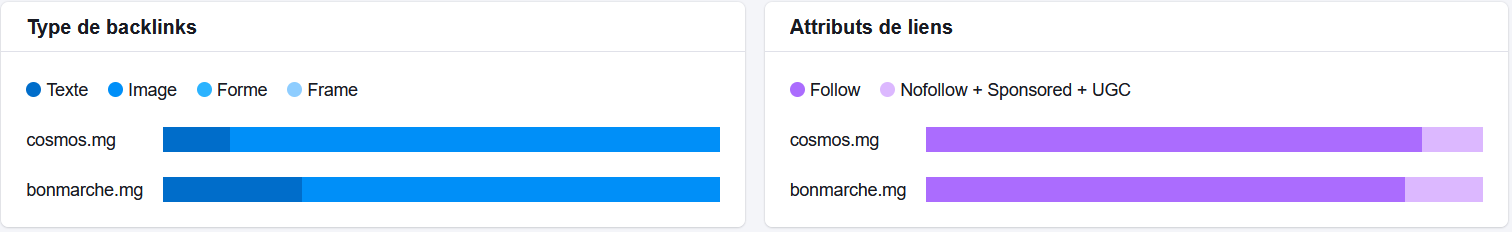 Type de backlinks
Texte Image Forme Frame
cosmos.mg
bonmarche.mg
Attributs de liens
Follow Nofollow + Sponsored + UGC
cosmos.mg
bonmarche.mg